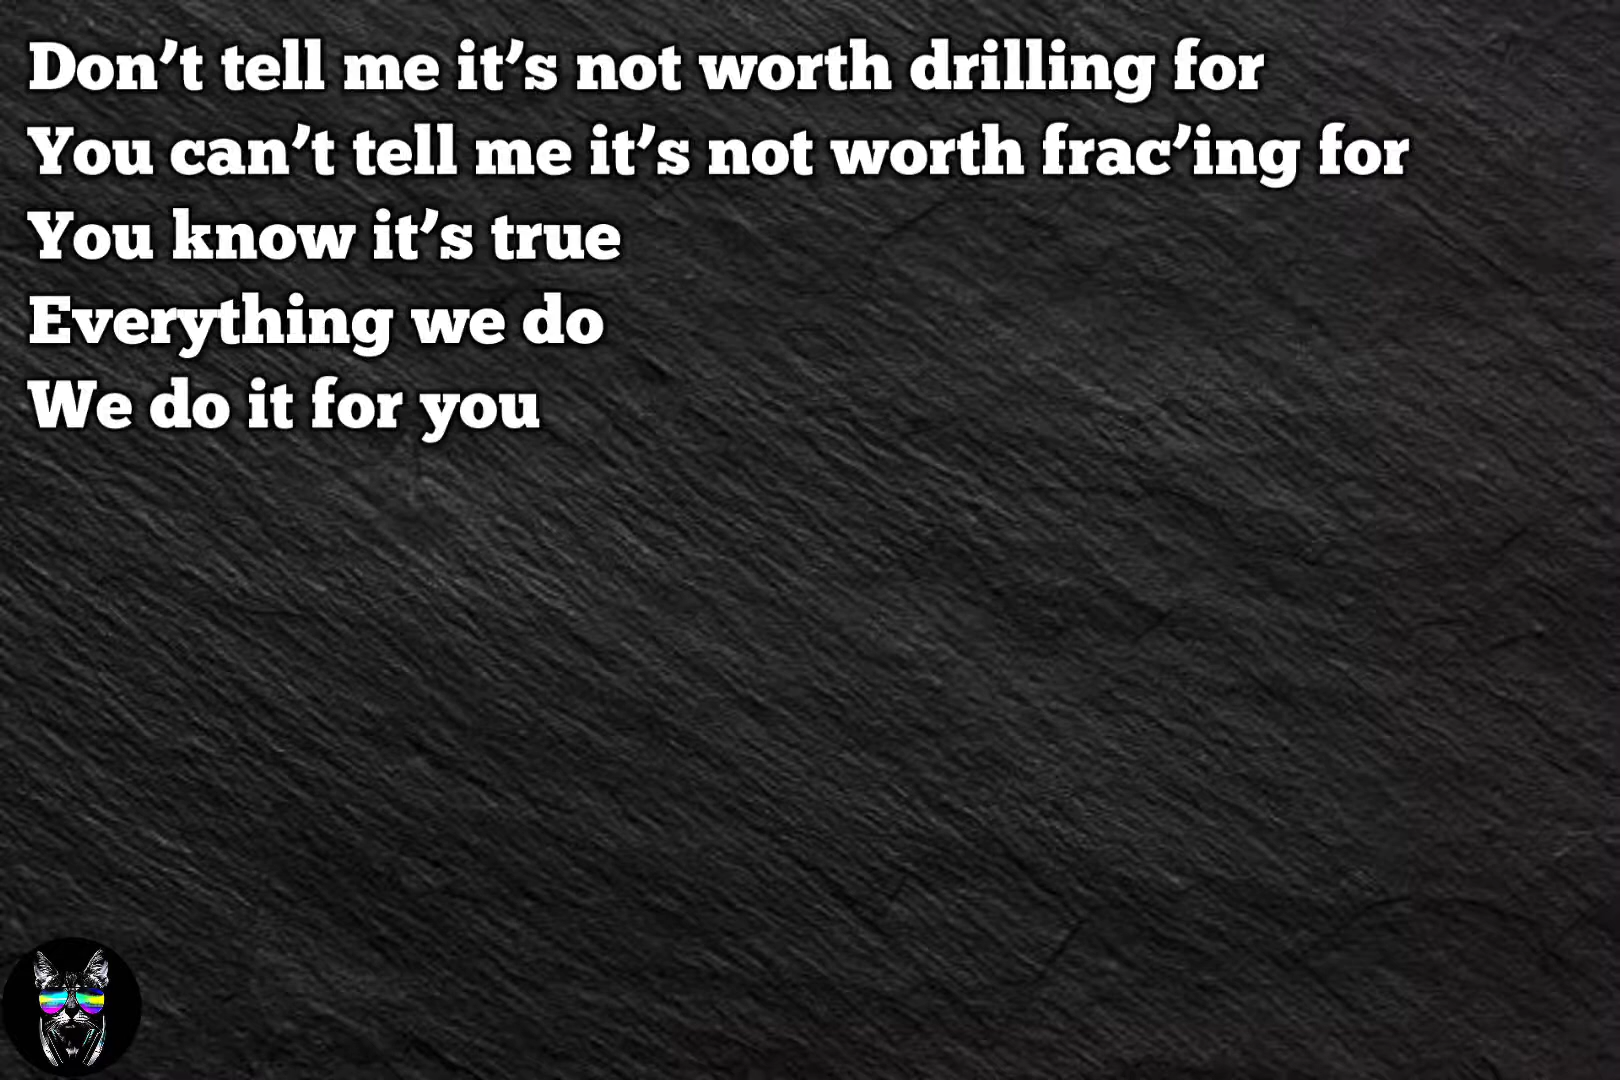 Don’t tell me it’s not worth drilling for
You can’t tell me it’s not worth frac’ing for
You know it’s true
Everything we do
We do it for you